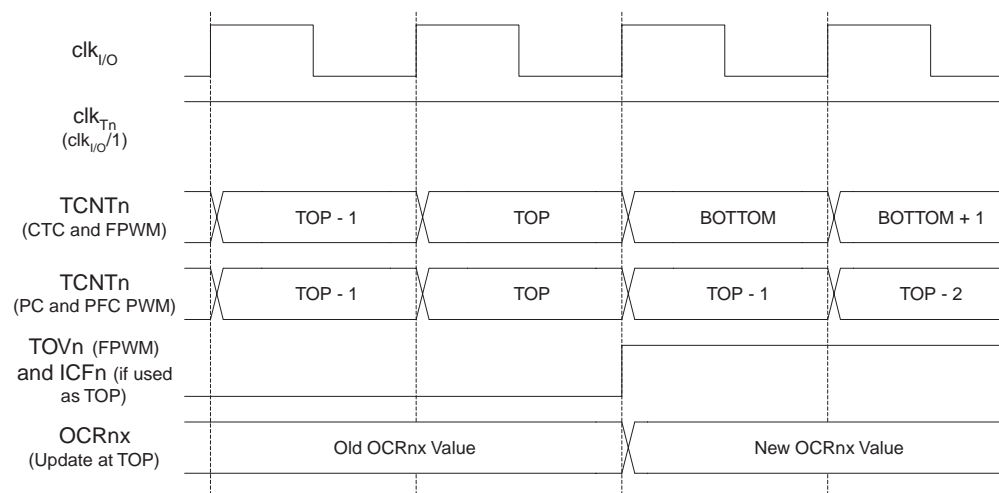 clkI/O
clkTn
(clkI/O/1)
TCNTn
(CTC and FPWM)
TOP - 1 TOP BOTTOM BOTTOM + 1
TCNTn
(PC and PFC PWM)
TOP - 1 TOP TOP - 1 TOP - 2
TOVn (FPWM)
and ICFn (if used
as TOP)
OCRnx
(Update at TOP)
Old OCRnx Value New OCRnx Value